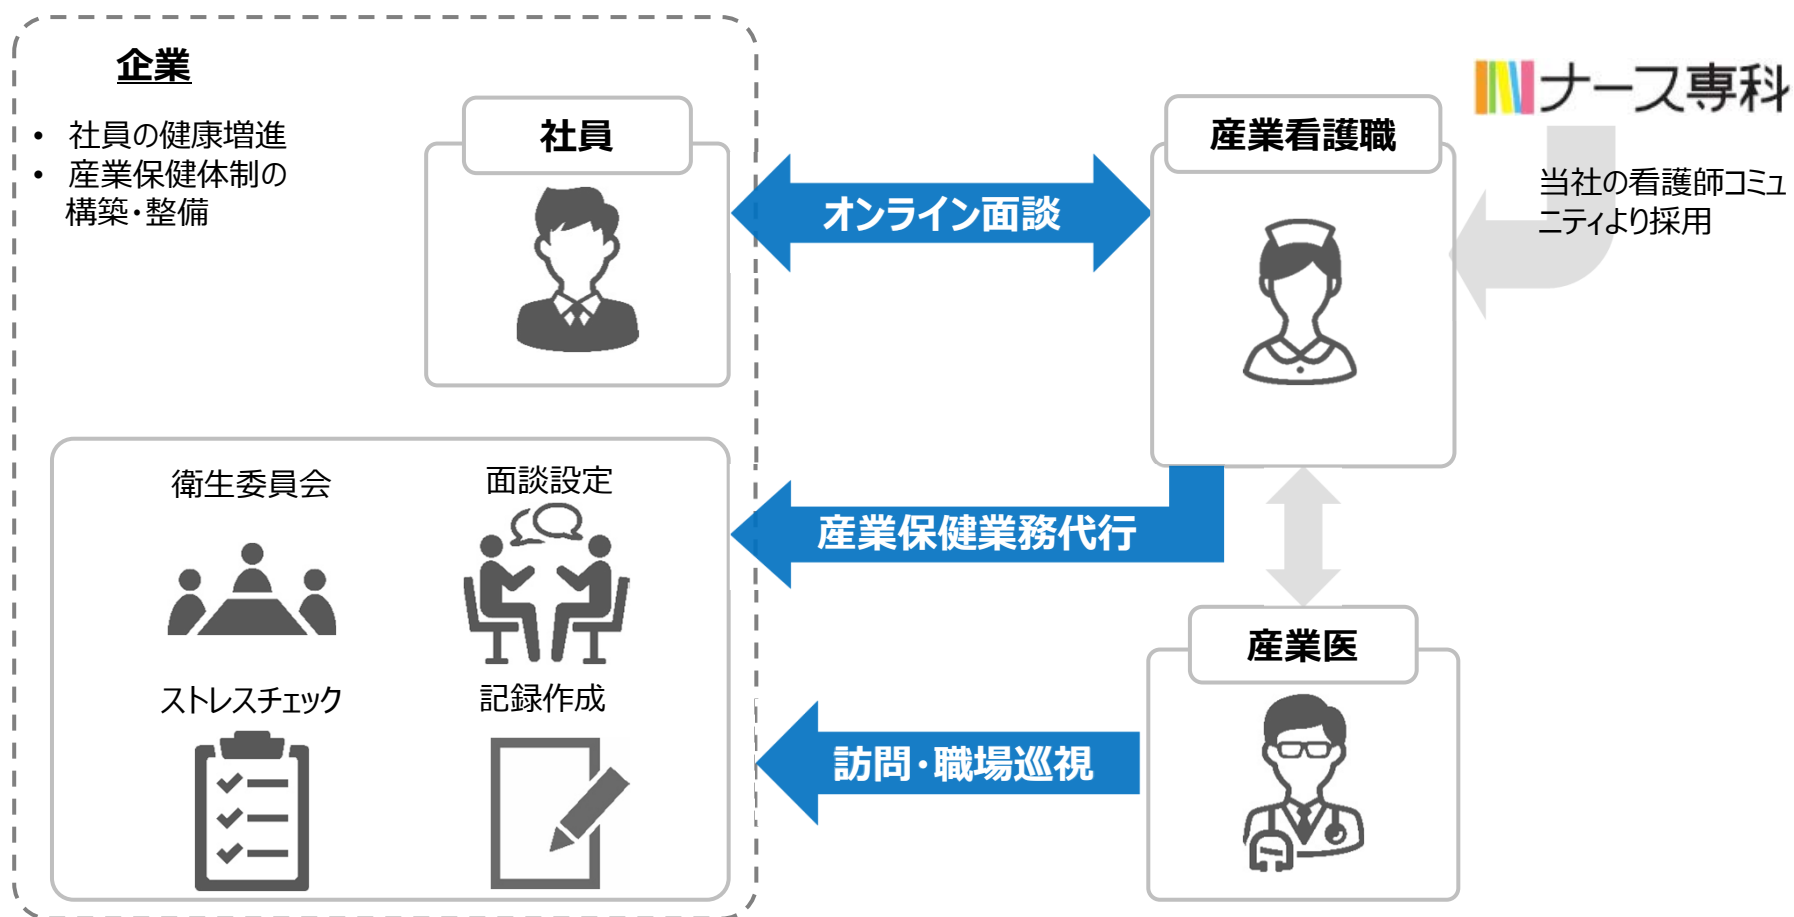 企業
• 社員の健康増進
• 産業保健体制の
構築・整備
社員
オンライン面談
産業看護職
ナース専科
当社の看護師コミュ
ニティより採用
衛生委員会
面談設定
産業保健業務代行
ストレスチェック
記録作成
産業医
訪問・職場巡視